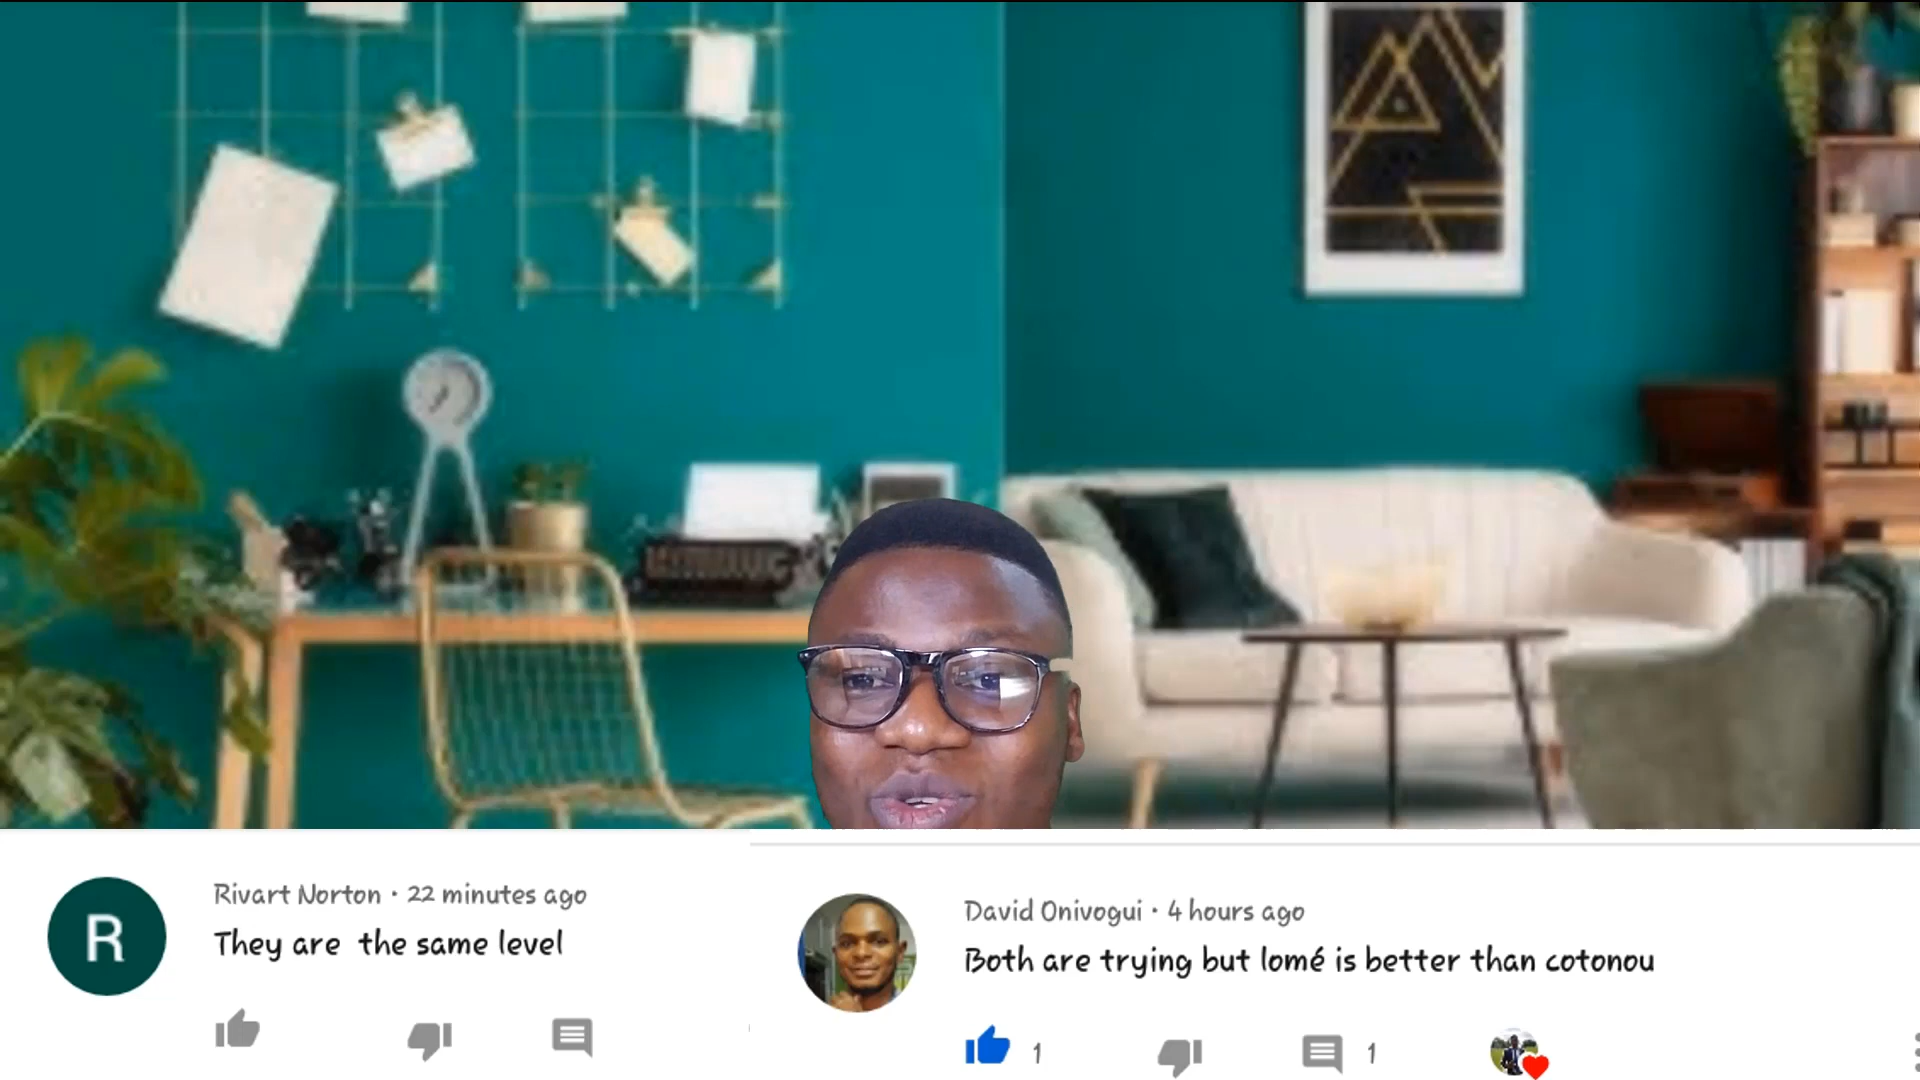 R
Rivart Norton • 22 minutes ago
They are  the same level
David Onivogui • 4 hours ago
Both are trying but lomé is better than cotonou
1
1